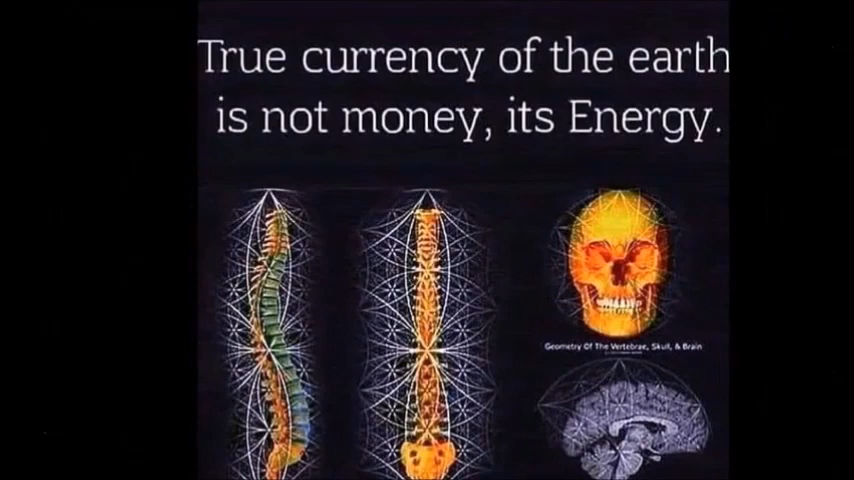 True currency of the earth
is not money, its Energy.
Geometry Of The Vertebrae, Skull, & Brain